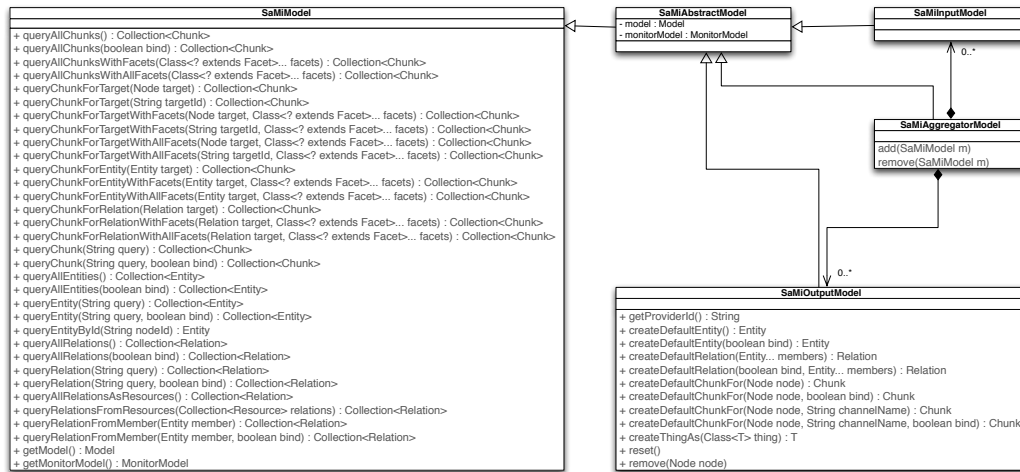 SaMiModel
+ queryAllChunks() : Collection<Chunk>
+ queryAllChunks(boolean bind) : Collection<Chunk>
+ queryAllChunksWithFacets(Class<? extends Facet>... facets) : Collection<Chunk>
+ queryAllChunksWithAllFacets(Class<? extends Facet>... facets) : Collection<Chunk>
+ queryChunkForTarget(Node target) : Collection<Chunk>
+ queryChunkForTarget(String targetId) : Collection<Chunk>
+ queryChunkForTargetWithFacets(Node target, Class<? extends Facet>... facets) : Collection<Chunk>
+ queryChunkForTargetWithFacets(String targetId, Class<? extends Facet>... facets) : Collection<Chunk>
+ queryChunkForTargetWithAllFacets(Node target, Class<? extends Facet>... facets) : Collection<Chunk>
+ queryChunkForTargetWithAllFacets(String targetId, Class<? extends Facet>... facets) : Collection<Chunk>
+ queryChunkForEntity(Entity target) : Collection<Chunk>
+ queryChunkForEntityWithFacets(Entity target, Class<? extends Facet>... facets) : Collection<Chunk>
+ queryChunkForEntityWithAllFacets(Entity target, Class<? extends Facet>... facets) : Collection<Chunk>
+ queryChunkForRelation(Relation target) : Collection<Chunk>
+ queryChunkForRelationWithFacets(Relation target, Class<? extends Facet>... facets) : Collection<Chunk>
+ queryChunkForRelationWithAllFacets(Relation target, Class<? extends Facet>... facets) : Collection<Chunk>
+ queryChunk(String query) : Collection<Chunk>
+ queryChunk(String query, boolean bind) : Collection<Chunk>
+ queryAllEntities() : Collection<Entity>
+ queryAllEntities(boolean bind) : Collection<Entity>
+ queryEntity(String query) : Collection<Entity>
+ queryEntity(String query, boolean bind) : Collection<Entity>
+ queryEntityById(String nodeId) : Entity
+ queryAllRelations() : Collection<Relation>
+ queryAllRelations(boolean bind) : Collection<Relation>
+ queryRelation(String query) : Collection<Relation>
+ queryRelation(String query, boolean bind) : Collection<Relation>
+ queryAllRelationsAsResources() : Collection<Relation>
+ queryRelationsFromResources(Collection<Resource> relations) : Collection<Relation>
+ queryRelationFromMember(Entity member) : Collection<Relation>
+ queryRelationFromMember(Entity member, boolean bind) : Collection<Relation>
+ getModel() : Model
+ getMonitorModel() : MonitorModel
SaMiAbstractModel
- model : Model
- monitorModel : MonitorModel
SaMiInputModel
0..*
SaMiAggregatorModel
add(SaMiModel m)
remove(SaMiModel m)
0..*
SaMiOutputModel
+ getProviderId() : String
+ createDefaultEntity() : Entity
+ createDefaultEntity(boolean bind) : Entity
+ createDefaultRelation(Entity... members) : Relation
+ createDefaultRelation(boolean bind, Entity... members) : Relation
+ createDefaultChunkFor(Node node) : Chunk
+ createDefaultChunkFor(Node node, boolean bind) : Chunk
+ createDefaultChunkFor(Node node, String channelName) : Chunk
+ createDefaultChunkFor(Node node, String channelName, boolean bind) : Chunk
+ createThingAs(Class<T> thing) : T
+ reset()
+ remove(Node node)